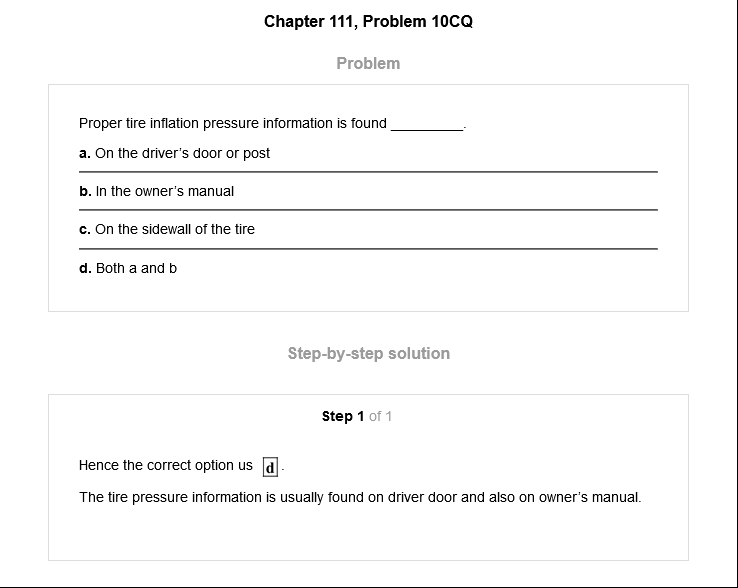 Chapter 111, Problem 10CQ
Problem
Proper tire inflation pressure information is found __________.
a. On the driver’s door or post
b. In the owner’s manual
c. On the sidewall of the tire
d. Both a and b
Step-by-step solution
Step 1 of 1
Hence the correct option us d .
The tire pressure information is usually found on driver door and also on owner’s manual.